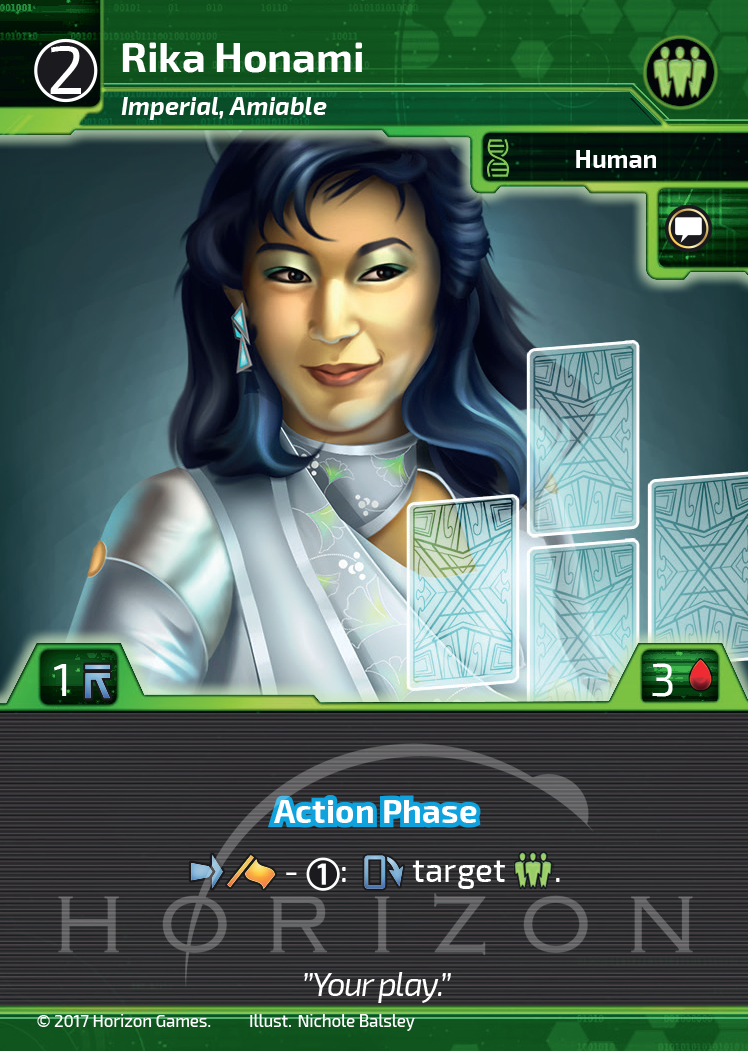 2
Rika Honami
Imperial, Amiable
Human
1
3
Action Phase
- 1: target .
HORIZON
"Your play."
© 2017 Horizon Games. Illust. Nichole Balsley